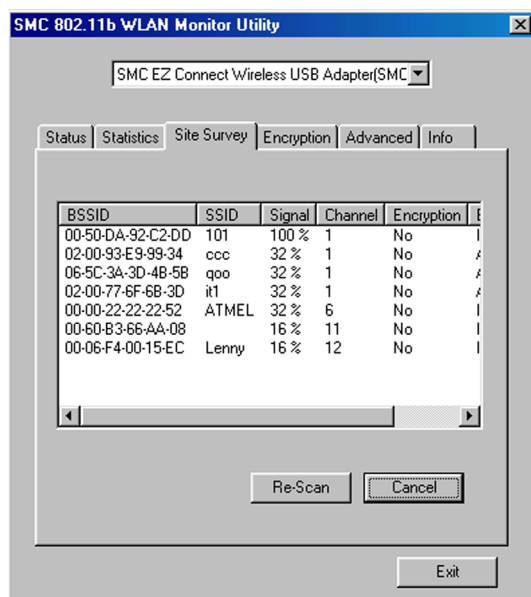 SMC 802.11b WLAN Monitor Utility
SMC EZ Connect Wireless USB Adapter(SMC
Status Statistics Site Survey Encryption Advanced Info
BSSID SSID Signal Channel Encryption
00-50-DA-92-C2-DD 101 100 % 1 No
02-00-93-E9-99-34 ccc 32 % 1 No
06-5C-3A-3D-4B-5B qoo 32 % 1 No
02-00-77-6F-6B-3D it1 32 % 1 No
00-00-22-22-22-52 ATMEL 32 % 6 No
00-60-B3-66-AA-08 16 % 11 No
00-06-F4-00-15-EC Lenny 16 % 12 No
Re-Scan Cancel
Exit